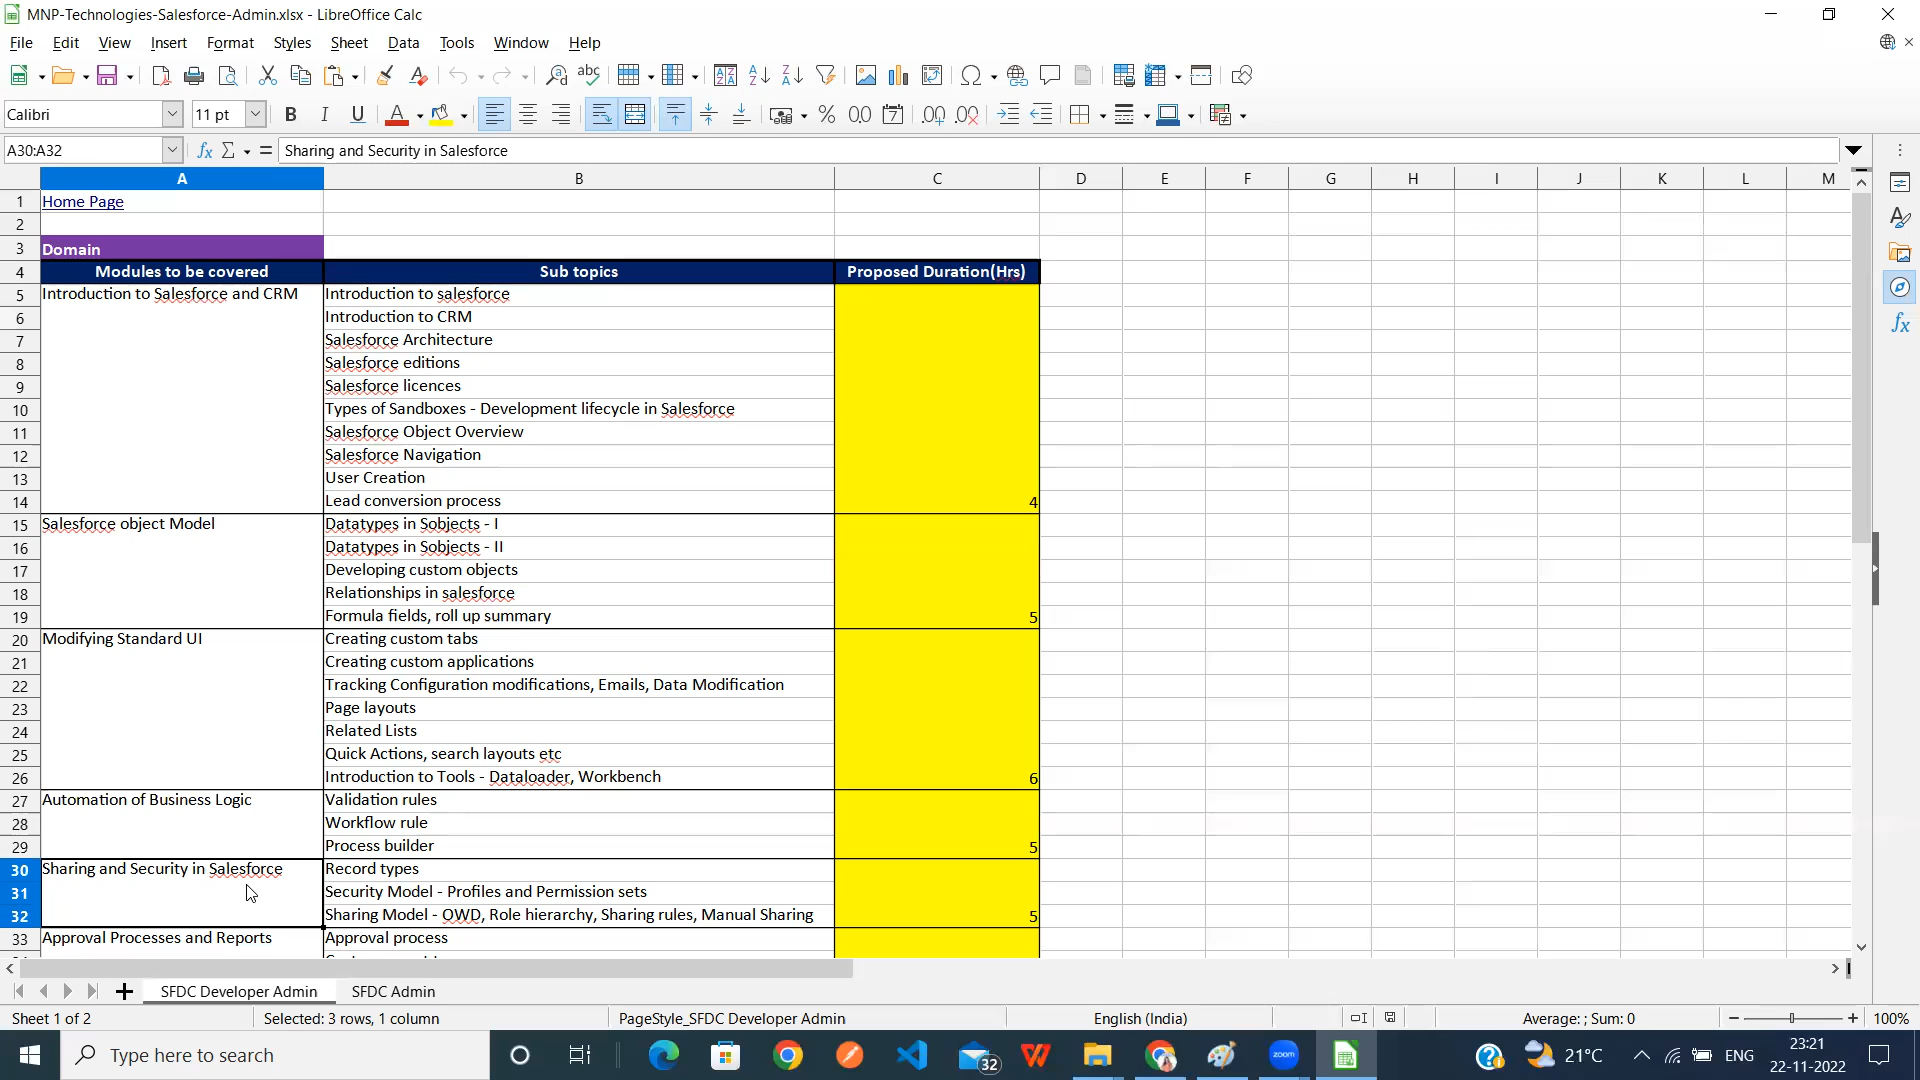 MNP-Technologies-Salesforce-Admin.xlsx - LibreOffice Calc
File Edit View Insert Format Styles Sheet Data Tools Window Help
Calibri 11 pt
A30:A32 Sharing and Security in Salesforce
A B C D E F G H I J K L M
1 Home Page
2
3 Domain
4 Modules to be covered Sub topics Proposed Duration(Hrs)
5 Introduction to Salesforce and CRM Introduction to salesforce
6 Introduction to CRM
7 Salesforce Architecture
8 Salesforce editions
9 Salesforce licences
10 Types of Sandboxes - Development lifecycle in Salesforce
11 Salesforce Object Overview
12 Salesforce Navigation
13 User Creation
14 Lead conversion process 4
15 Salesforce object Model Datatypes in Sobjects - I
16 Datatypes in Sobjects - II
17 Developing custom objects
18 Relationships in salesforce
19 Formula fields, roll up summary 5
20 Modifying Standard UI Creating custom tabs
21 Creating custom applications
22 Tracking Configuration modifications, Emails, Data Modification
23 Page layouts
24 Related Lists
25 Quick Actions, search layouts etc
26 Introduction to Tools - Dataloader, Workbench 6
27 Automation of Business Logic Validation rules
28 Workflow rule
29 Process builder 5
30 Sharing and Security in Salesforce Record types
31 Security Model - Profiles and Permission sets
32 Sharing Model - OWD, Role hierarchy, Sharing rules, Manual Sharing 5
33 Approval Processes and Reports Approval process
SFDC Developer Admin SFDC Admin
Sheet 1 of 2 Selected: 3 rows, 1 column PageStyle_SFDC Developer Admin English (India) Average: ; Sum: 0 100%
Type here to search 32 zoom 21°C ENG 23:21
22-11-2022